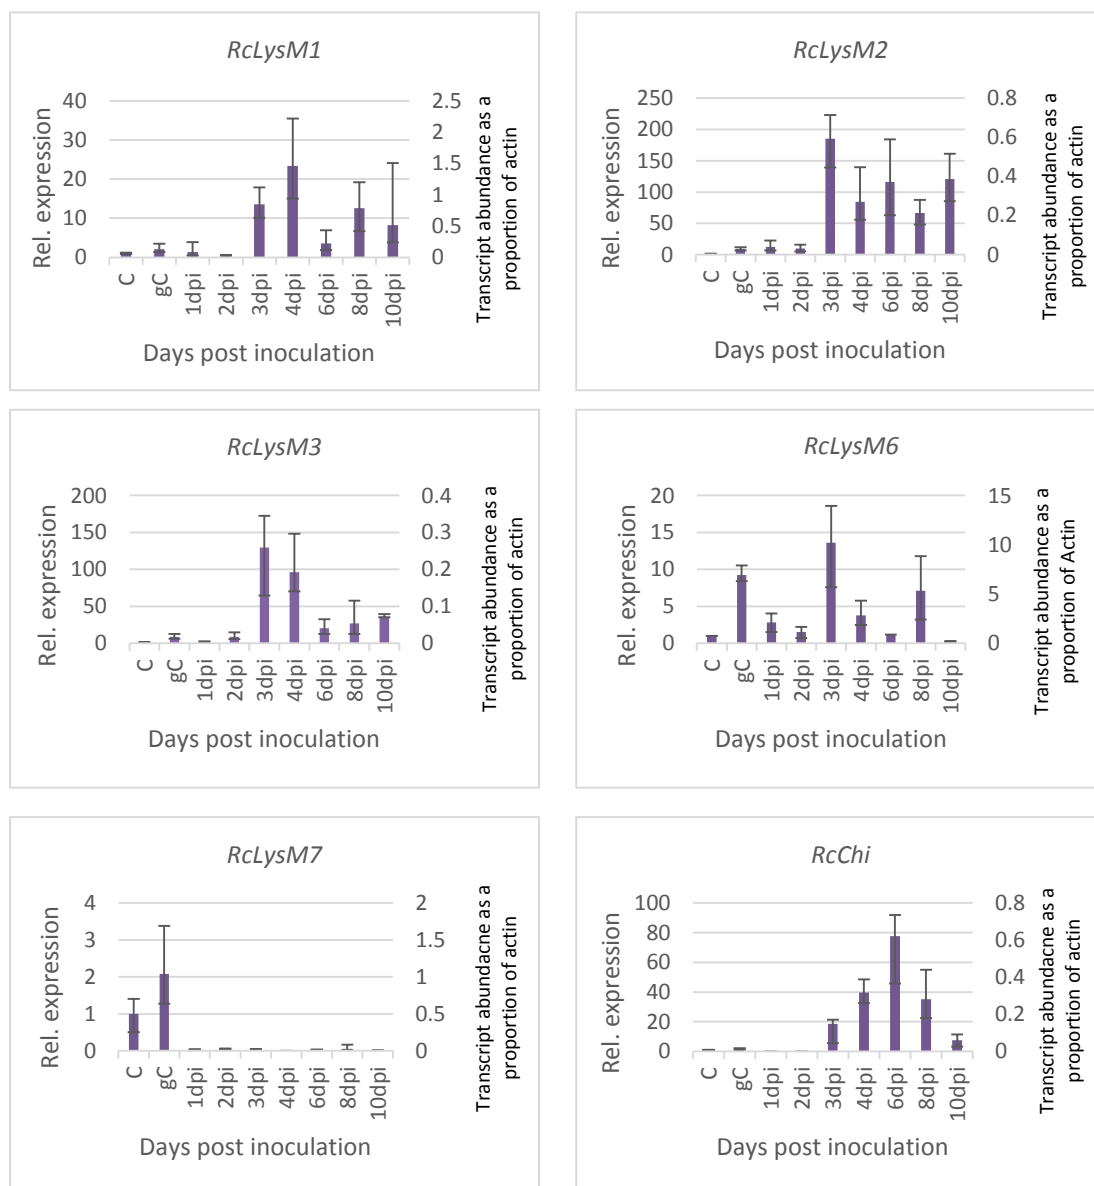 RcLysM1
Rel. expression
40
30
20
10
0
2.5
2
1.5
1
0.5
0
Transcript abundance as a
proportion of actin
C gC 1dpi 2dpi 3dpi 4dpi 6dpi 8dpi 10dpi
Days post inoculation
RcLysM2
Rel. expression
250
200
150
100
50
0
0.8
0.6
0.4
0.2
0
Transcript abundance as a
proportion of actin
C gC 1dpi 2dpi 3dpi 4dpi 6dpi 8dpi 10dpi
Days post inoculation
RcLysM3
Rel. expression
200
150
100
50
0
0.4
0.3
0.2
0.1
0
Transcript abundance as a
proportion of actin
C gC 1dpi 2dpi 3dpi 4dpi 6dpi 8dpi 10dpi
Days post inoculation
RcLysM6
Rel. expression
20
15
10
5
0
15
10
5
0
Transcript abundance as a
proportion of Actin
C gC 1dpi 2dpi 3dpi 4dpi 6dpi 8dpi 10dpi
Days post inoculation
RcLysM7
Rel. expression
4
3
2
1
0
2
1.5
1
0.5
0
Transcript abundance as a
proportion of actin
C gC 1dpi 2dpi 3dpi 4dpi 6dpi 8dpi 10dpi
Days post inoculation
RcChi
Rel. expression
100
80
60
40
20
0
0.8
0.6
0.4
0.2
0
Transcript abundacne as a
proportion of actin
C gC 1dpi 2dpi 3dpi 4dpi 6dpi 8dpi 10dpi
Days post inoculation